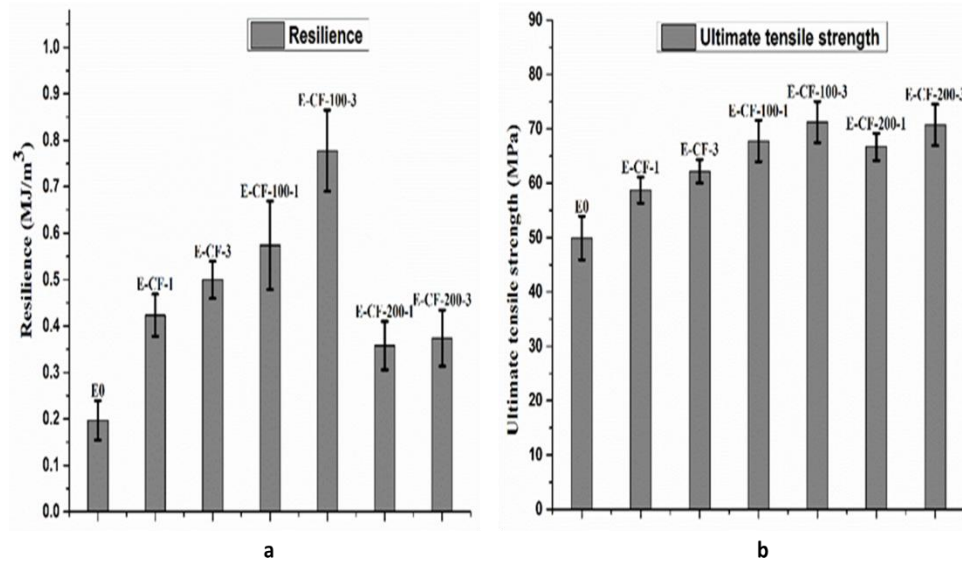 Resilience
Resilience (MJ/m³)
1.0
0.9
0.8
0.7
0.6
0.5
0.4
0.3
0.2
0.1
0.0
E0
E-CF-1
E-CF-3
E-CF-100-1
E-CF-100-3
E-CF-200-1
E-CF-200-3
a
Ultimate tensile strength
Ultimate tensile strength (MPa)
90
80
70
60
50
40
30
20
10
0
E0
E-CF-1
E-CF-3
E-CF-100-1
E-CF-100-3
E-CF-200-1
E-CF-200-3
b